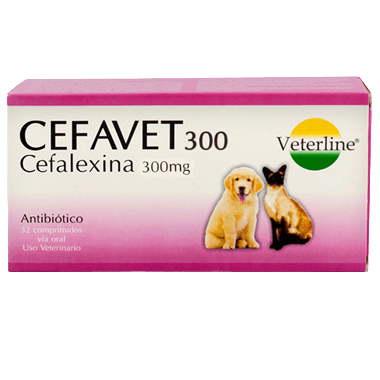 CEFAVET 300
Cefalexina 300mg
Veterline®
Antibiótico
32 comprimidos
vía oral
Uso Veterinario